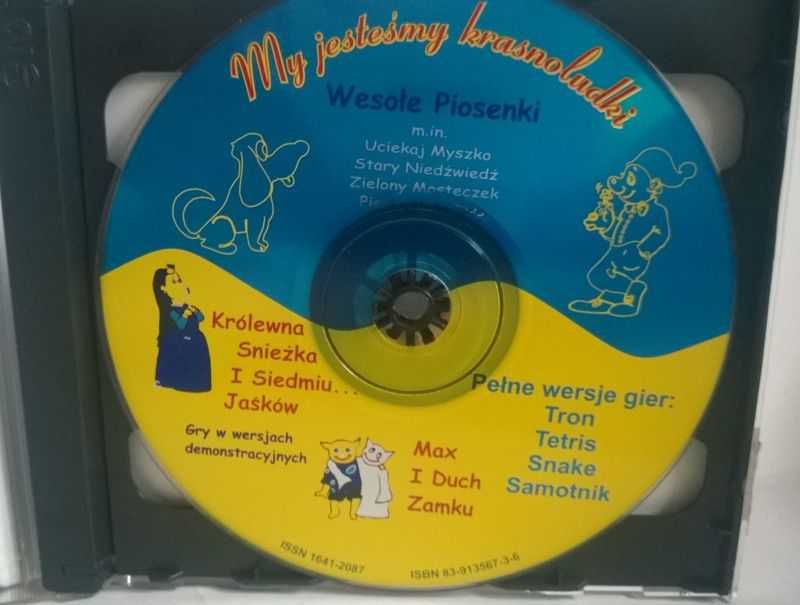 My jesteśmy krasnoludki
Wesołe Piosenki
m.in.
Uciekaj Myszko
Stary Niedźwiedź
Zielony Mosteczek
Królewna
Snieżka
I Siedmiu...
Jaśków
Gry w wersjach
demonstracyjnych
Max
I Duch
Zamku
Pełne wersje gier:
Tron
Tetris
Snake
Samotnik
ISSN 1641-2087
ISBN 83-913567-3-6